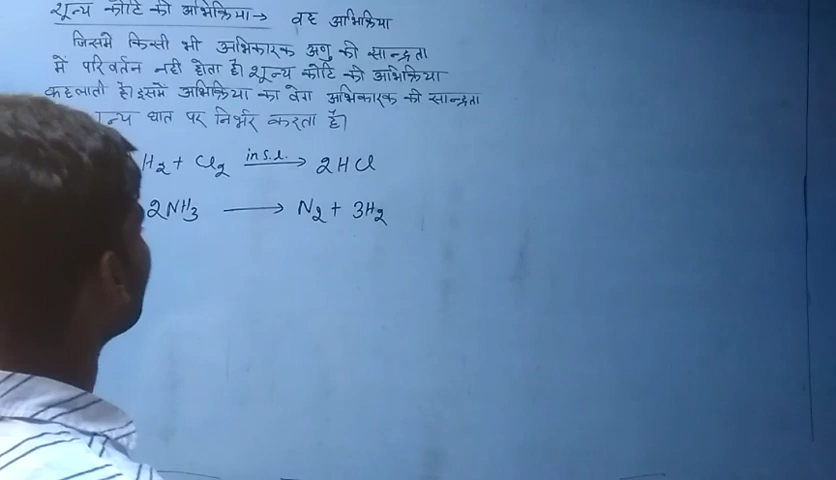 शून्य कोटि की अभिक्रिया→ वह अभिक्रिया
जिसमे किसी भी अभिकारक अणु की सान्द्रता
में परिवर्तन नही होता है। शून्य कोटि की अभिक्रिया
कहलाती है। इसमे अभिक्रिया का वेग अभिकारक की सान्द्रता
घात पर निर्भर करता है।
H₂ + Cl₂ in S.L. → 2HCl
2NH₃ → N₂ + 3H₂